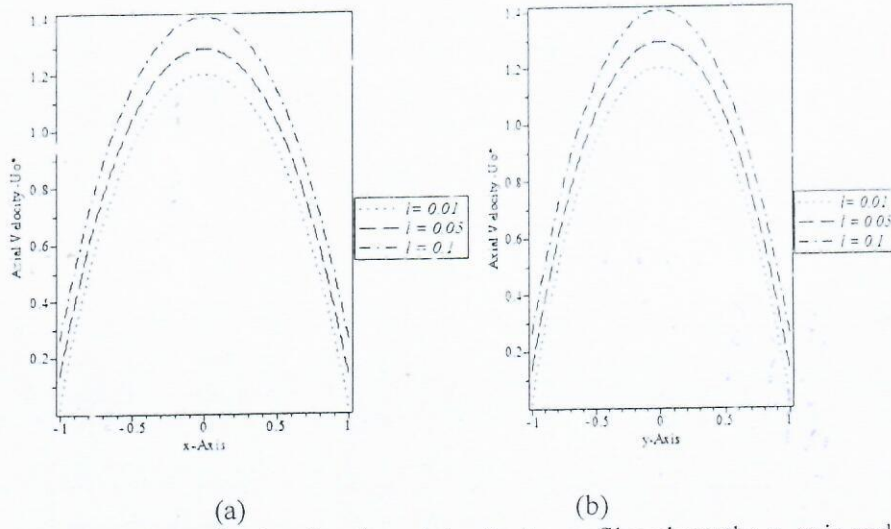 1.4
1.2
1.0
0.8
0.6
0.4
0.2
Axial Velocity-Uo*
-1
-0.5
0
0.5
1
x-Axis
l = 0.01
l = 0.05
l = 0.1
(a)
1.4
1.2
1.0
0.8
0.6
0.4
0.2
Axial Velocity-Uo*
-1
-0.5
0
0.5
1
y-Axis
l = 0.01
l = 0.05
l = 0.1
(b)